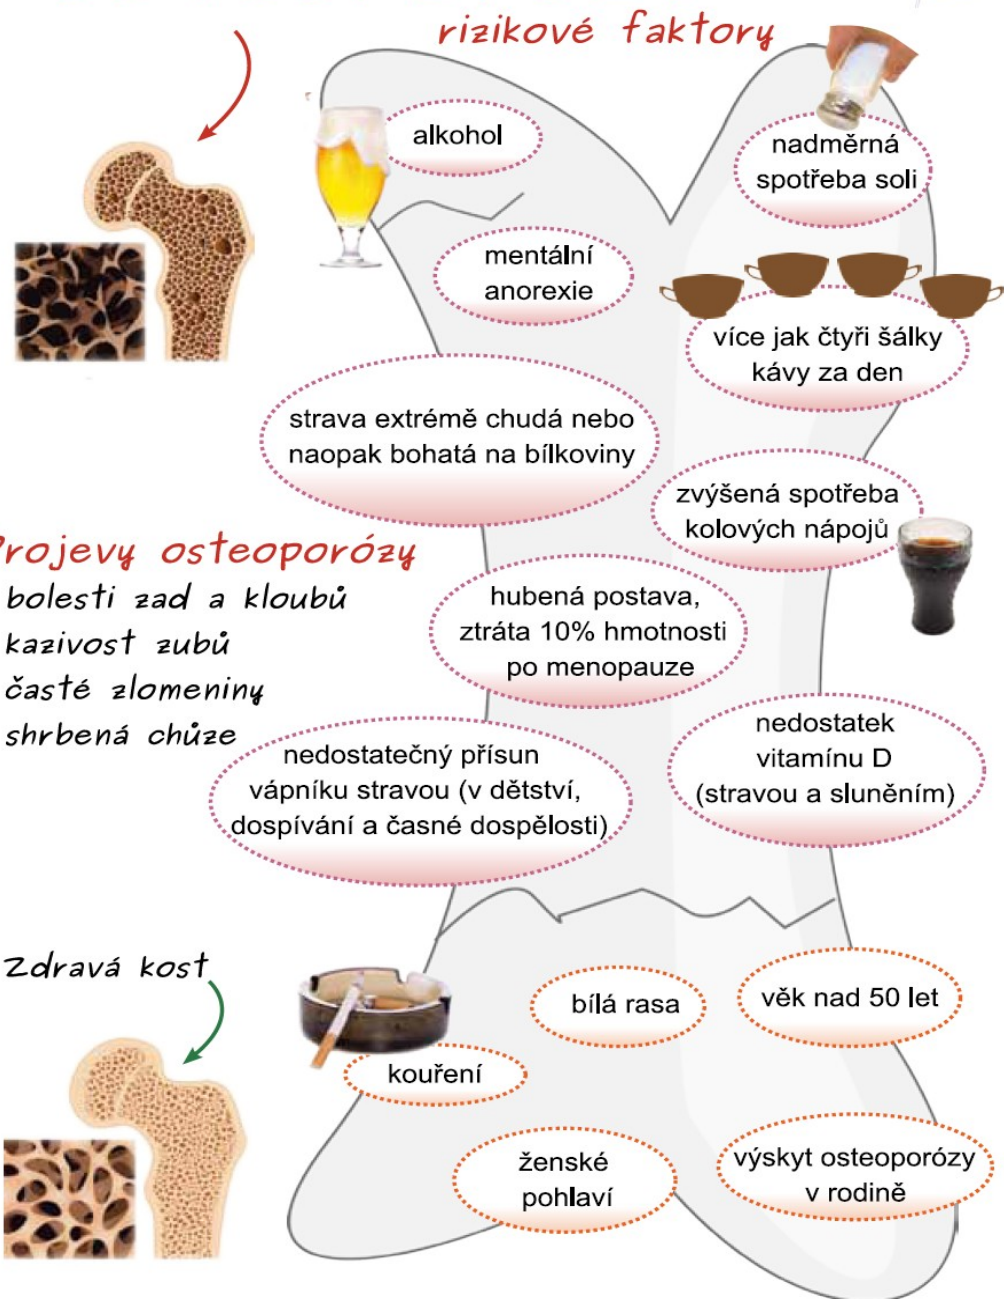 rizikové faktory
alkohol
nadměrná
spotřeba soli
mentální
anorexie
více jak čtyři šálky
kávy za den
strava extrémě chudá nebo
naopak bohatá na bílkoviny
zvýšená spotřeba
kolových nápojů
Projevy osteoporózy
bolesti zad a kloubů
kazivost zubů
časté zlomeniny
shrbená chůze
hubená postava,
ztráta 10% hmotnosti
po menopauze
nedostatečný přísun
vápníku stravou (v dětství,
dospívání a časné dospělosti)
nedostatek
vitamínu D
(stravou a sluněním)
Zdravá kost
kouření
bílá rasa
věk nad 50 let
ženské
pohlaví
výskyt osteoporózy
v rodině